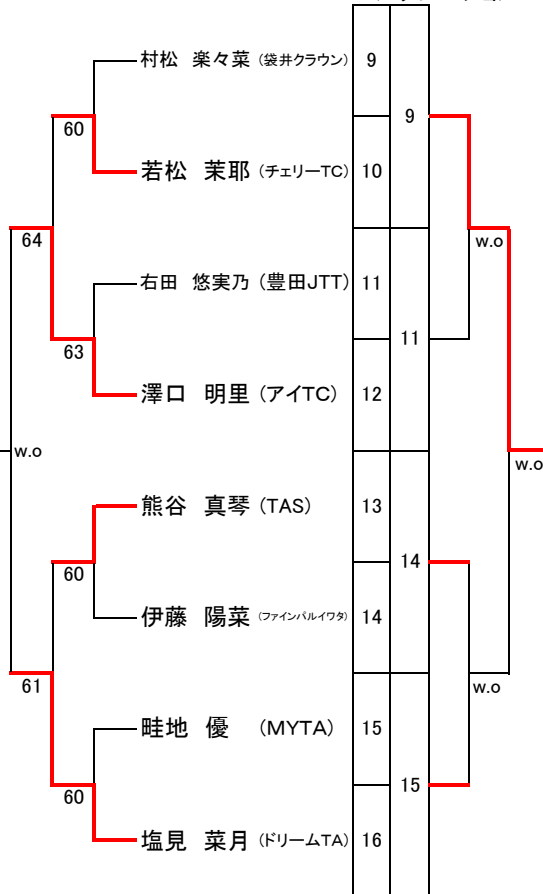 村松 楽々菜 (袋井クラウン) 9
9
60
若松 茉耶 (チェリーTC) 10
64
w.o
右田 悠実乃 (豊田JTT) 11
11
63
澤口 明里 (アイTC) 12
w.o
w.o
熊谷 真琴 (TAS) 13
14
60
伊藤 陽菜 (ファインパルイワタ) 14
61
w.o
畦地 優 (MYTA) 15
15
60
塩見 菜月 (ドリームTA) 16